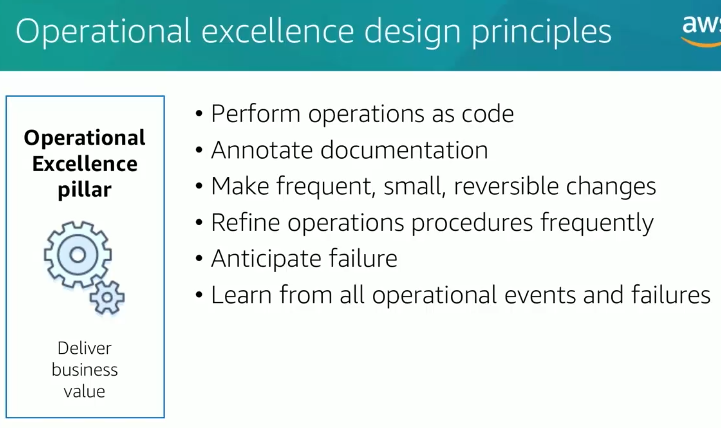 Operational excellence design principles
aws
Operational
Excellence
pillar
Deliver
business
value
• Perform operations as code
• Annotate documentation
• Make frequent, small, reversible changes
• Refine operations procedures frequently
• Anticipate failure
• Learn from all operational events and failures